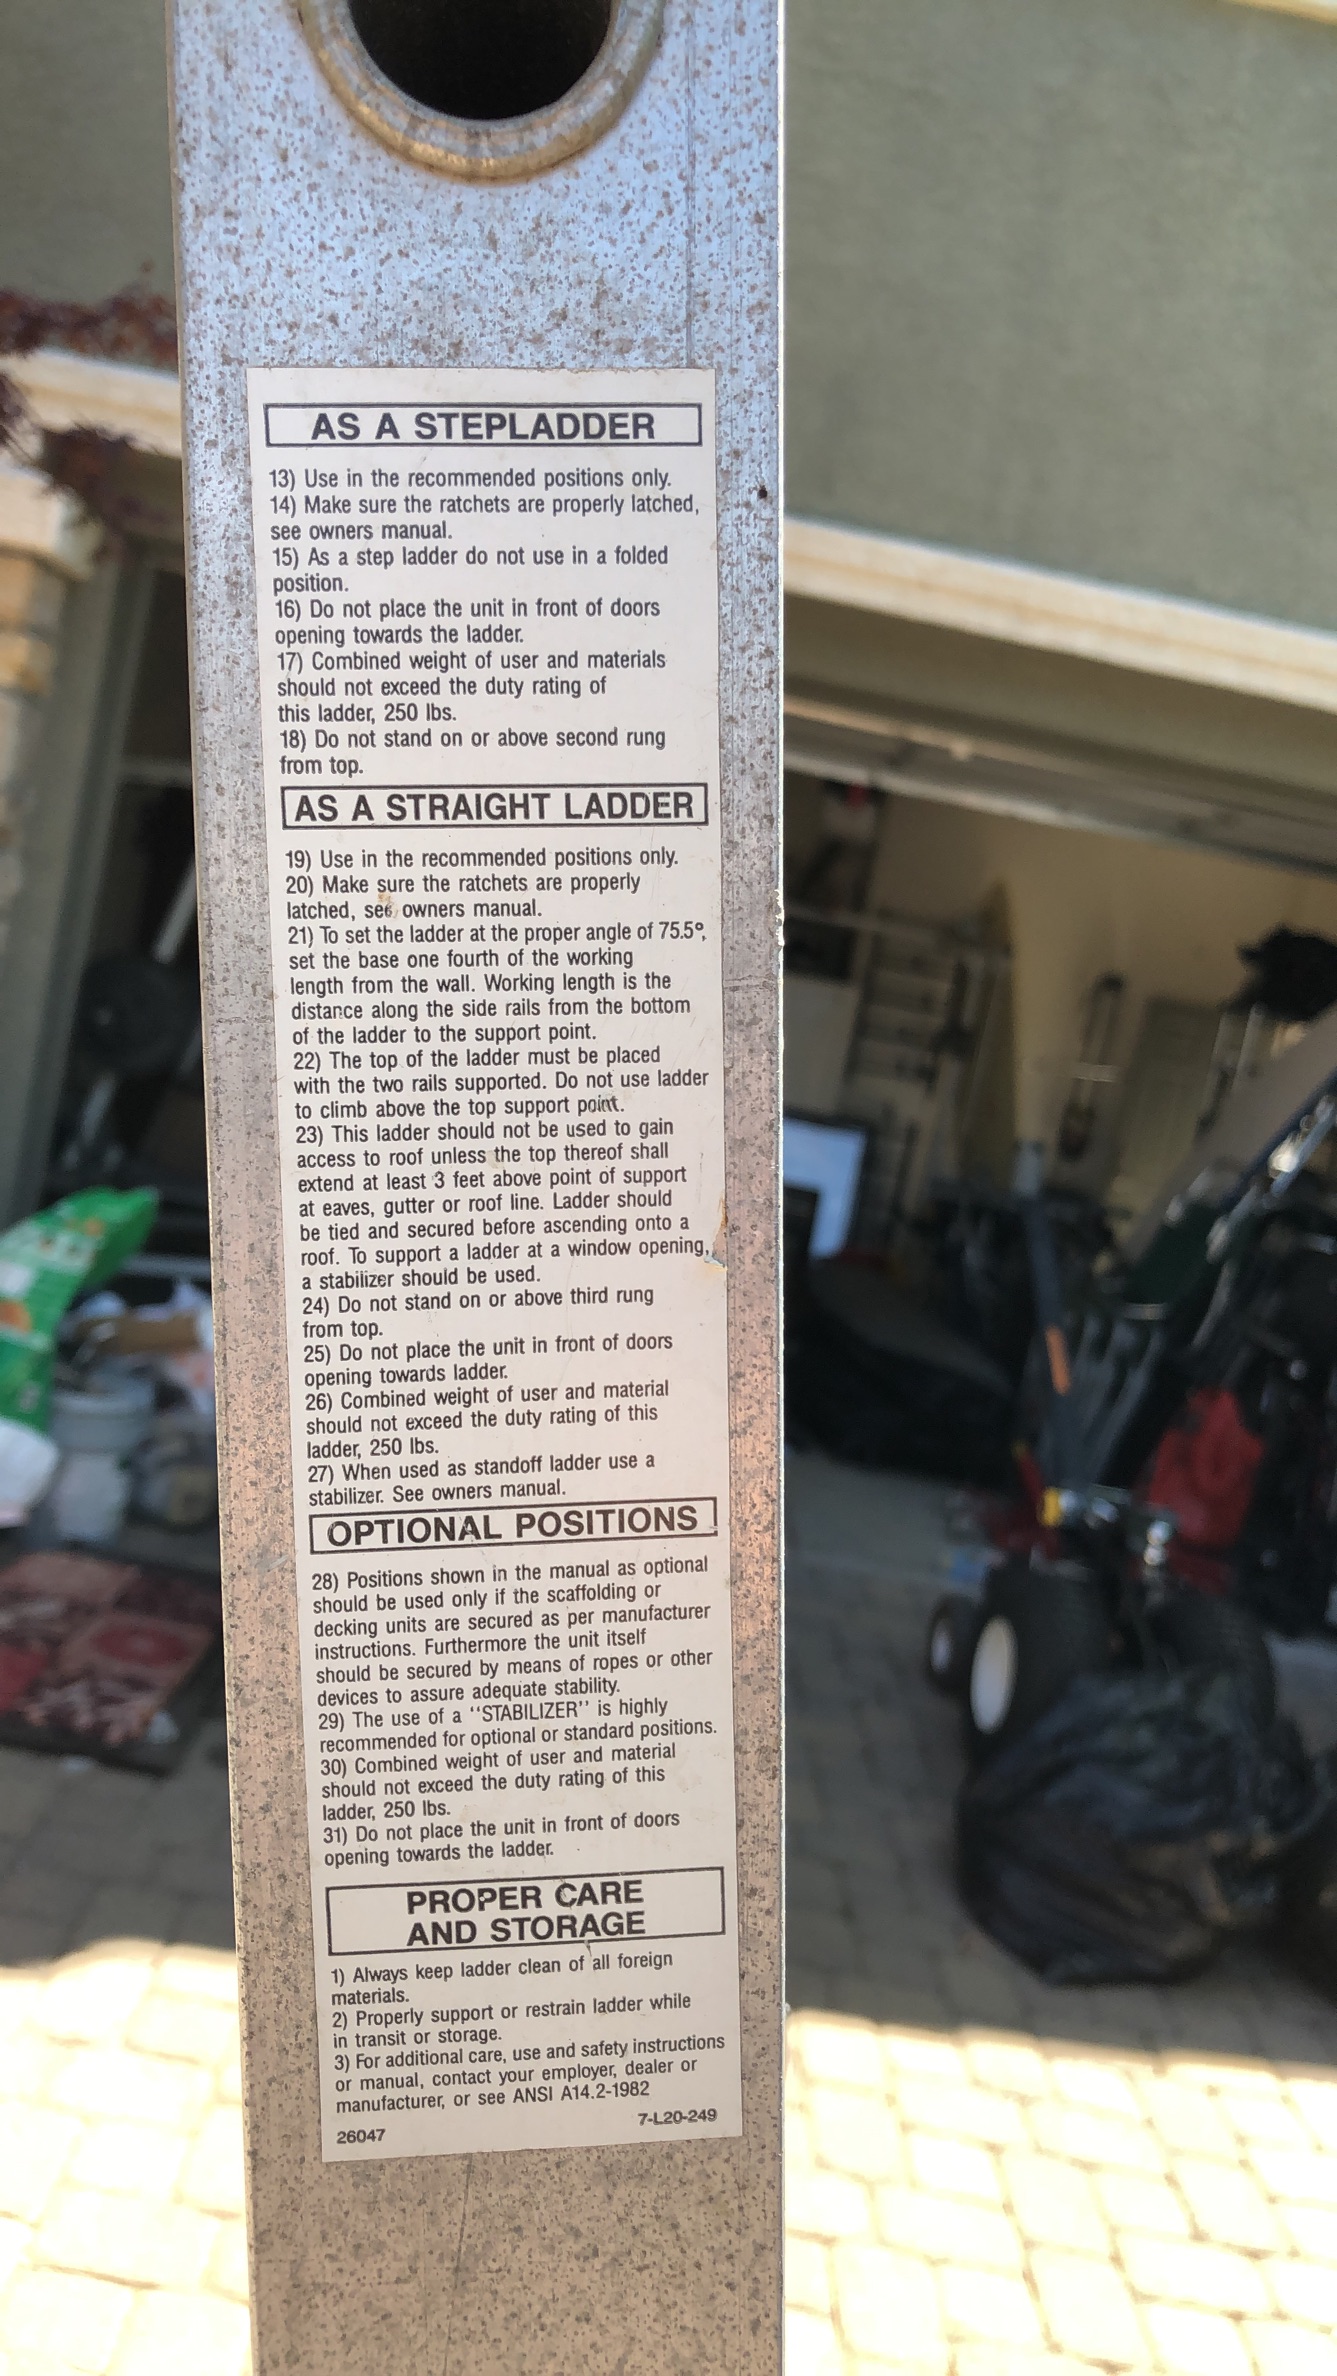 AS A STEPLADDER
13) Use in the recommended positions only.
14) Make sure the ratchets are properly latched,
see owners manual.
15) As a step ladder do not use in a folded
position.
16) Do not place the unit in front of doors
opening towards the ladder.
17) Combined weight of user and materials
should not exceed the duty rating of
this ladder, 250 lbs.
18) Do not stand on or above second rung
from top.
AS A STRAIGHT LADDER
19) Use in the recommended positions only.
20) Make sure the ratchets are properly
latched, see owners manual.
21) To set the ladder at the proper angle of 75.5º,
set the base one fourth of the working
length from the wall. Working length is the
distance along the side rails from the bottom
of the ladder to the support point.
22) The top of the ladder must be placed
with the two rails supported. Do not use ladder
to climb above the top support point.
23) This ladder should not be used to gain
access to roof unless the top thereof shall
extend at least 3 feet above point of support
at eaves, gutter or roof line. Ladder should
be tied and secured before ascending onto a
roof. To support a ladder at a window opening,
a stabilizer should be used.
24) Do not stand on or above third rung
from top.
25) Do not place the unit in front of doors
opening towards ladder.
26) Combined weight of user and material
should not exceed the duty rating of this
ladder, 250 lbs.
27) When used as standoff ladder use a
stabilizer. See owners manual.
OPTIONAL POSITIONS
28) Positions shown in the manual as optional
should be used only if the scaffolding or
decking units are secured as per manufacturer
instructions. Furthermore the unit itself
should be secured by means of ropes or other
devices to assure adequate stability.
29) The use of a ''STABILIZER'' is highly
recommended for optional or standard positions.
30) Combined weight of user and material
should not exceed the duty rating of this
ladder, 250 lbs.
31) Do not place the unit in front of doors
opening towards the ladder.
PROPER CARE
AND STORAGE
1) Always keep ladder clean of all foreign
materials.
2) Properly support or restrain ladder while
in transit or storage.
3) For additional care, use and safety instructions
or manual, contact your employer, dealer or
manufacturer, or see ANSI A14.2-1982
7-L20-249
26047